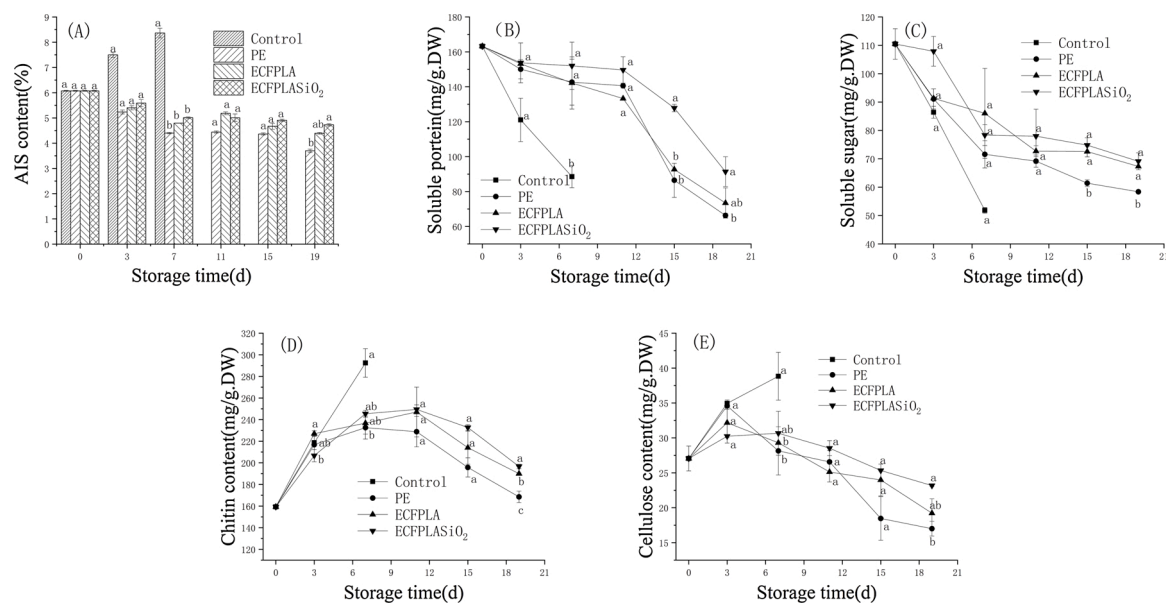 (A)
AIS content(%)
9
8
7
6
5
4
3
2
1
0
a a a a
a
a a a
a
b b b
a a
a a a
b
ab
a
Control
PE
ECFPLA
ECFPLASiO₂
0 3 7 11 15 19
Storage time(d)
(B)
Soluble portein(mg/g.DW)
180
160
140
120
100
80
60
a
a
a
a
b
a
a
a
b
b
a
ab
b
Control
PE
ECFPLA
ECFPLASiO₂
0 3 6 9 12 15 18 21
Storage time(d)
(C)
Soluble sugar(mg/g.DW)
120
110
100
90
80
70
60
50
40
a
a
a
a
a
a
a
a
a
a
a
b
a
a
b
Control
PE
ECFPLA
ECFPLASiO₂
0 3 6 9 12 15 18 21
Storage time(d)
(D)
Chitin content(mg/g.DW)
320
300
280
260
240
220
200
180
160
140
120
a
ab
b
a
ab
ab
b
a
a
a
a
a
a
a
b
c
Control
PE
ECFPLA
ECFPLASiO₂
0 3 6 9 12 15 18 21
Storage time(d)
(E)
Cellulose content(mg/g.DW)
45
40
35
30
25
20
15
a
a
a
a
ab
b
b
a
a
a
a
a
a
a
ab
b
Control
PE
ECFPLA
ECFPLASiO₂
0 3 6 9 12 15 18 21
Storage time(d)